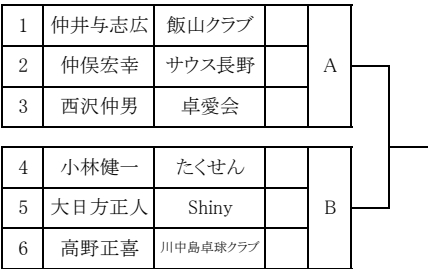 1 仲井与志広 飯山クラブ
2 仲俣宏幸 サウス長野 A
3 西沢仲男 卓愛会
4 小林健一 たくせん
5 大日方正人 Shiny B
6 高野正喜 川中島卓球クラブ